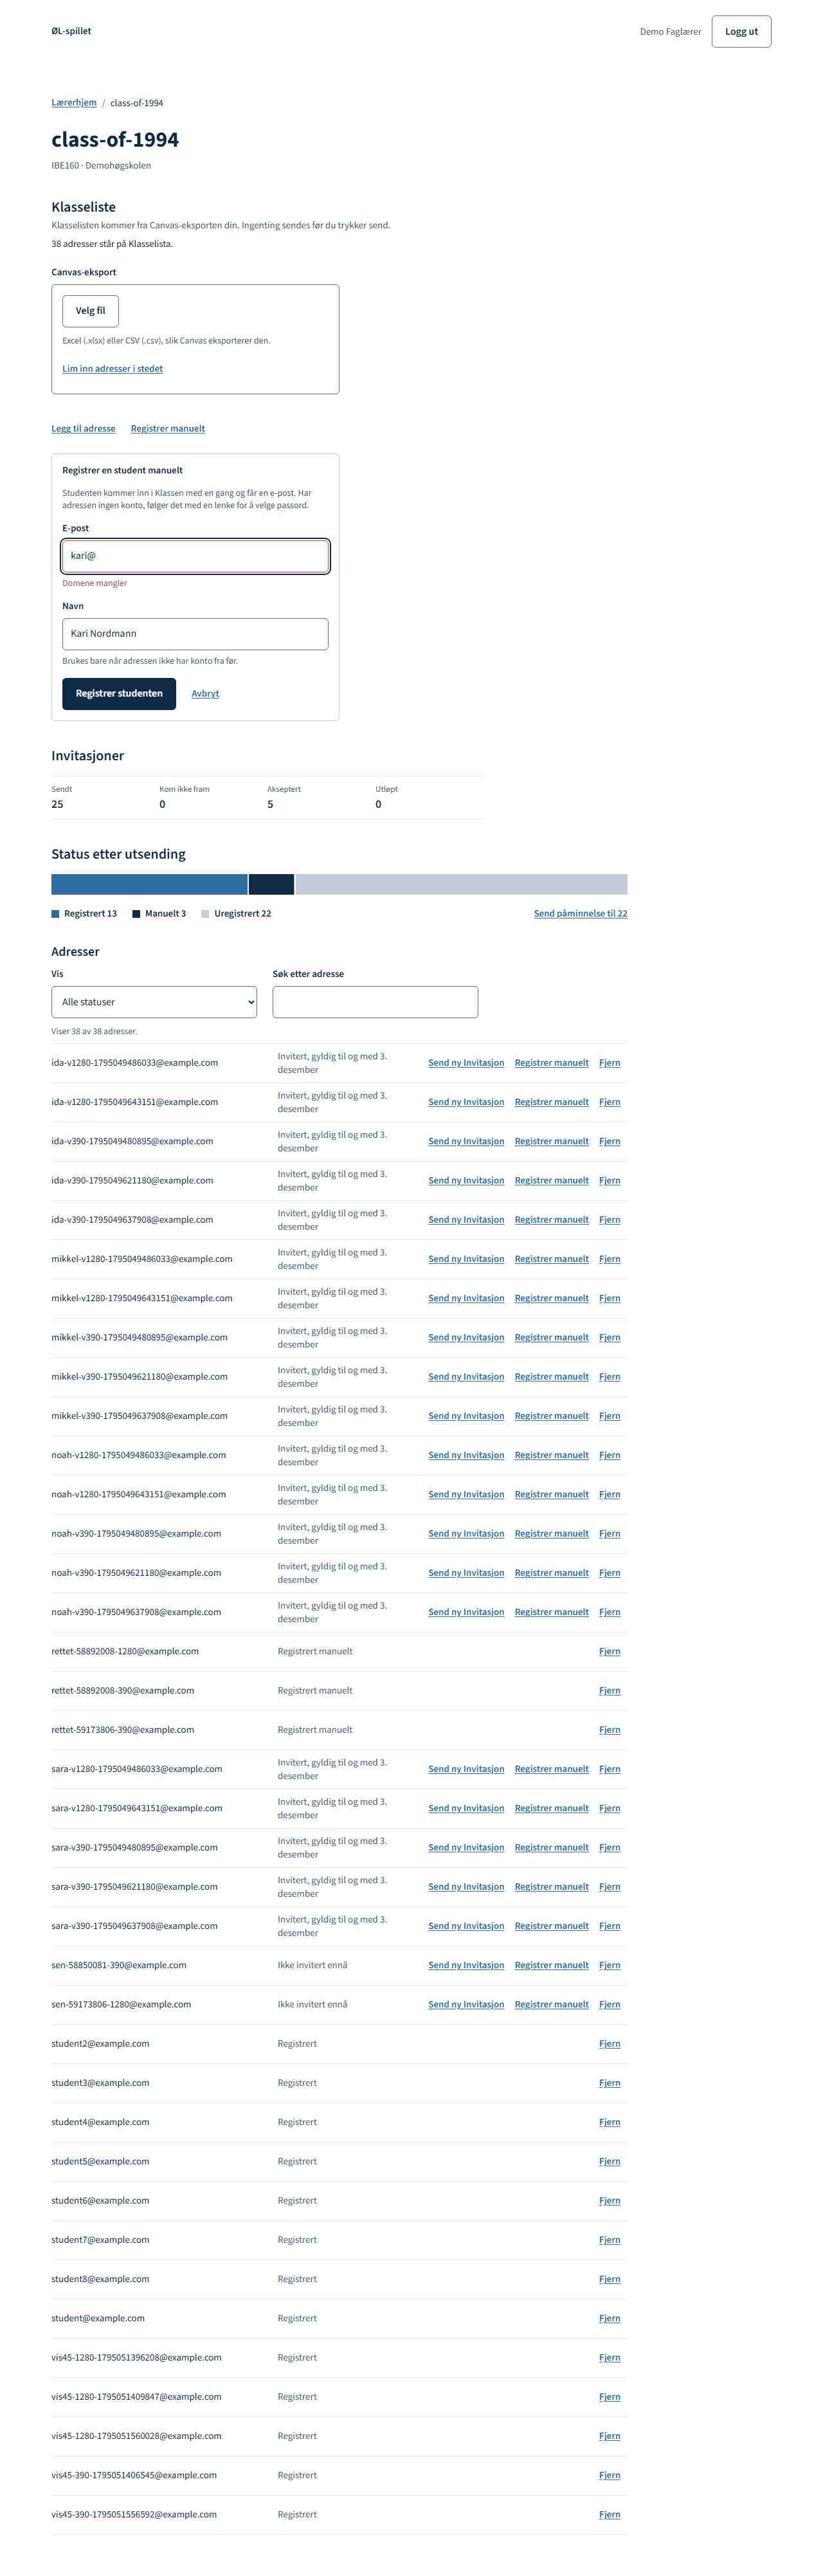 ØL-spillet
Demo Faglærer
Logg ut
Lærerhjem / class-of-1994
class-of-1994
IBE160 · Demohøgskolen
Klasseliste
Klasselisten kommer fra Canvas-eksporten din. Ingenting sendes før du trykker send.
38 adresser står på Klasselista.
Canvas-eksport
Velg fil
Excel (.xlsx) eller CSV (.csv), slik Canvas eksporterer den.
Lim inn adresser i stedet
Legg til adresse Registrer manuelt
Registrer en student manuelt
Studenten kommer inn i Klassen med en gang og får en e-post. Har
adressen ingen konto, følger det med en lenke for å velge passord.
E-post
kari@
Domene mangler
Navn
Kari Nordmann
Brukes bare når adressen ikke har konto fra før.
Registrer studenten Avbryt
Invitasjoner
Sendt Kom ikke fram Akseptert Utløpt
25 0 5 0
Status etter utsending
Registrert 13 Manuelt 3 Uregistrert 22 Send påminnelse til 22
Adresser
Vis Søk etter adresse
Alle statuser
Viser 38 av 38 adresser.
ida-v1280-1795049486033@example.com Invitert, gyldig til og med 3. desember Send ny Invitasjon Registrer manuelt Fjern
ida-v1280-1795049643151@example.com Invitert, gyldig til og med 3. desember Send ny Invitasjon Registrer manuelt Fjern
ida-v390-1795049480895@example.com Invitert, gyldig til og med 3. desember Send ny Invitasjon Registrer manuelt Fjern
ida-v390-1795049621180@example.com Invitert, gyldig til og med 3. desember Send ny Invitasjon Registrer manuelt Fjern
ida-v390-1795049637908@example.com Invitert, gyldig til og med 3. desember Send ny Invitasjon Registrer manuelt Fjern
mikkel-v1280-1795049486033@example.com Invitert, gyldig til og med 3. desember Send ny Invitasjon Registrer manuelt Fjern
mikkel-v1280-1795049643151@example.com Invitert, gyldig til og med 3. desember Send ny Invitasjon Registrer manuelt Fjern
mikkel-v390-1795049480895@example.com Invitert, gyldig til og med 3. desember Send ny Invitasjon Registrer manuelt Fjern
mikkel-v390-1795049621180@example.com Invitert, gyldig til og med 3. desember Send ny Invitasjon Registrer manuelt Fjern
mikkel-v390-1795049637908@example.com Invitert, gyldig til og med 3. desember Send ny Invitasjon Registrer manuelt Fjern
noah-v1280-1795049486033@example.com Invitert, gyldig til og med 3. desember Send ny Invitasjon Registrer manuelt Fjern
noah-v1280-1795049643151@example.com Invitert, gyldig til og med 3. desember Send ny Invitasjon Registrer manuelt Fjern
noah-v390-1795049480895@example.com Invitert, gyldig til og med 3. desember Send ny Invitasjon Registrer manuelt Fjern
noah-v390-1795049621180@example.com Invitert, gyldig til og med 3. desember Send ny Invitasjon Registrer manuelt Fjern
noah-v390-1795049637908@example.com Invitert, gyldig til og med 3. desember Send ny Invitasjon Registrer manuelt Fjern
rettet-58892008-1280@example.com Registrert manuelt Fjern
rettet-58892008-390@example.com Registrert manuelt Fjern
rettet-59173806-390@example.com Registrert manuelt Fjern
sara-v1280-1795049486033@example.com Invitert, gyldig til og med 3. desember Send ny Invitasjon Registrer manuelt Fjern
sara-v1280-1795049643151@example.com Invitert, gyldig til og med 3. desember Send ny Invitasjon Registrer manuelt Fjern
sara-v390-1795049480895@example.com Invitert, gyldig til og med 3. desember Send ny Invitasjon Registrer manuelt Fjern
sara-v390-1795049621180@example.com Invitert, gyldig til og med 3. desember Send ny Invitasjon Registrer manuelt Fjern
sara-v390-1795049637908@example.com Invitert, gyldig til og med 3. desember Send ny Invitasjon Registrer manuelt Fjern
sen-58850081-390@example.com Ikke invitert ennå Send ny Invitasjon Registrer manuelt Fjern
sen-59173806-1280@example.com Ikke invitert ennå Send ny Invitasjon Registrer manuelt Fjern
student2@example.com Registrert Fjern
student3@example.com Registrert Fjern
student4@example.com Registrert Fjern
student5@example.com Registrert Fjern
student6@example.com Registrert Fjern
student7@example.com Registrert Fjern
student8@example.com Registrert Fjern
student@example.com Registrert Fjern
vis45-1280-1795051396208@example.com Registrert Fjern
vis45-1280-1795051409847@example.com Registrert Fjern
vis45-1280-1795051560028@example.com Registrert Fjern
vis45-390-1795051406545@example.com Registrert Fjern
vis45-390-1795051556592@example.com Registrert Fjern